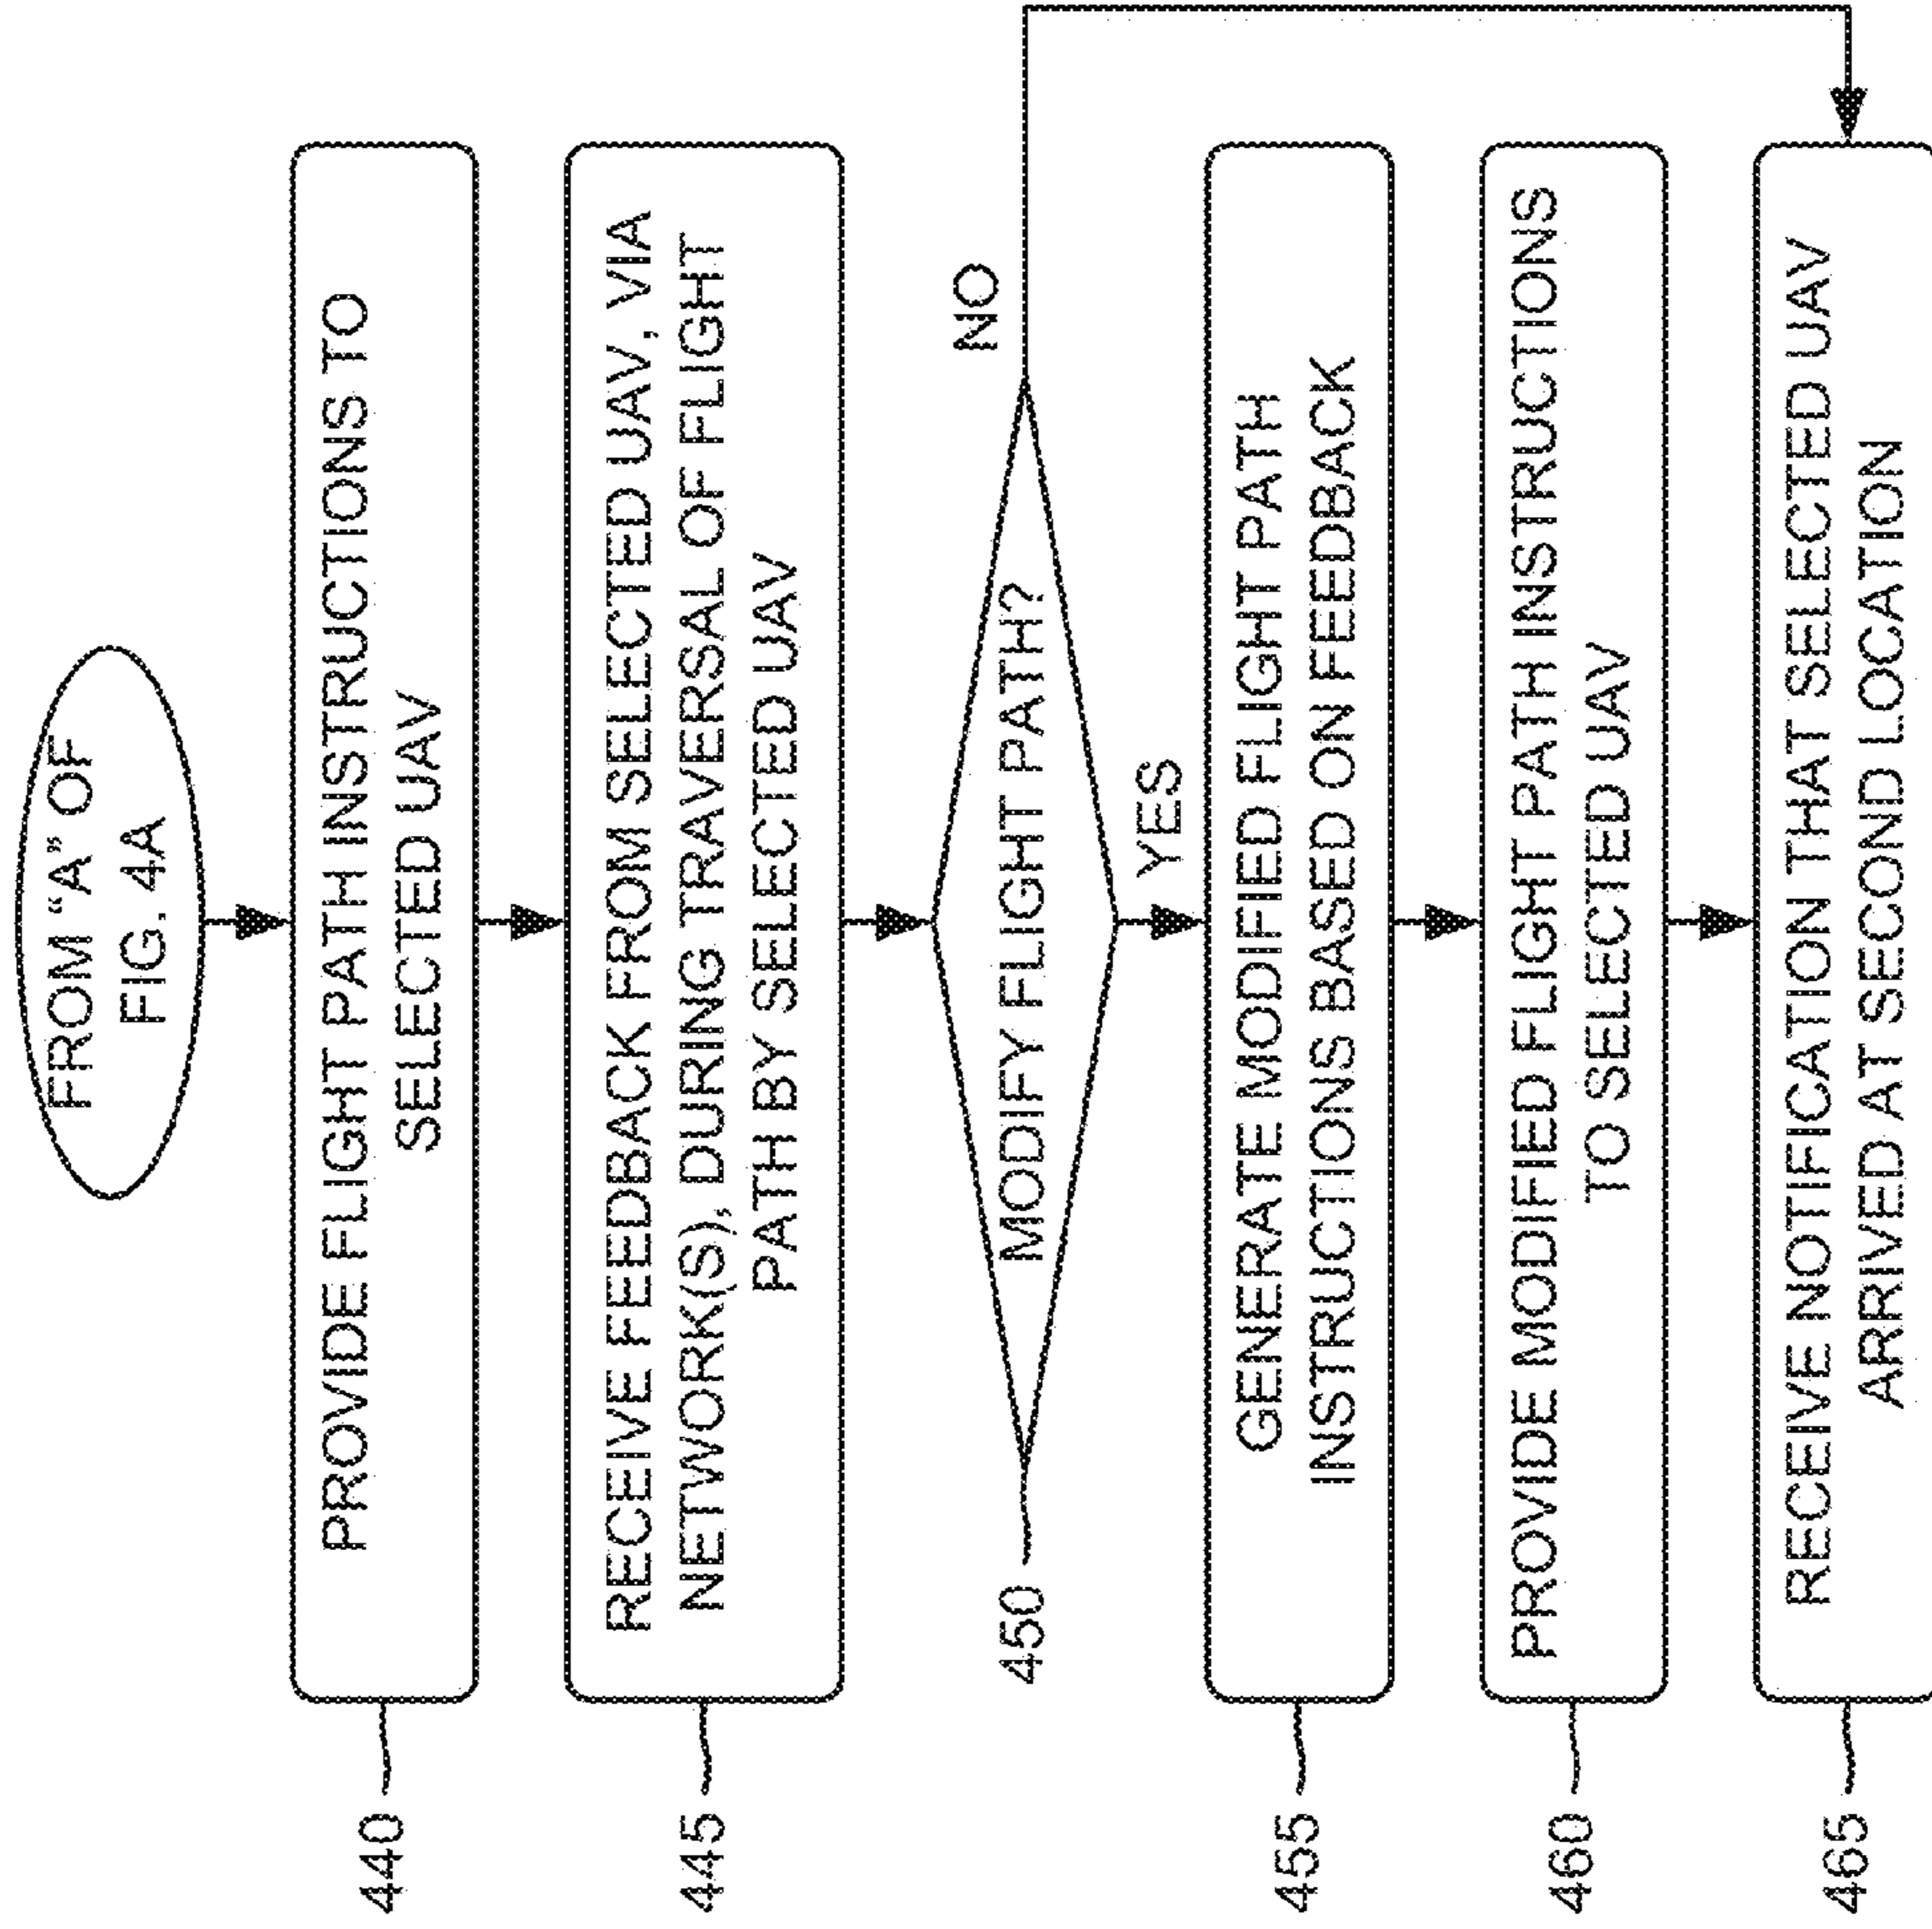 FROM “A” OF
FIG. 4A
440
PROVIDE FLIGHT PATH INSTRUCTIONS TO
SELECTED UAV
445
RECEIVE FEEDBACK FROM SELECTED UAV, VIA
NETWORK(S), DURING TRAVERSAL OF FLIGHT
PATH BY SELECTED UAV
450
MODIFY FLIGHT PATH?
NO
YES
455
GENERATE MODIFIED FLIGHT PATH
INSTRUCTIONS BASED ON FEEDBACK
460
PROVIDE MODIFIED FLIGHT PATH INSTRUCTIONS
TO SELECTED UAV
465
RECEIVE NOTIFICATION THAT SELECTED UAV
ARRIVED AT SECOND LOCATION